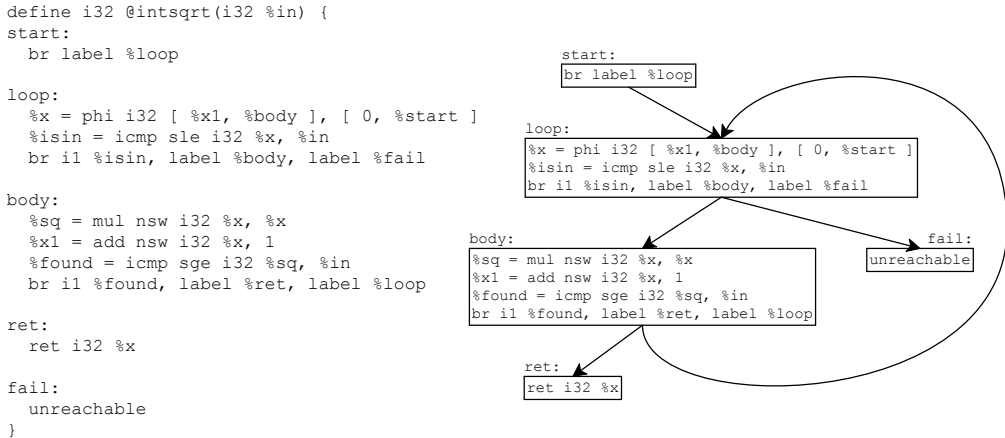 define i32 @intsqrt(i32 %in) {
start:
  br label %loop

loop:
  %x = phi i32 [ %x1, %body ], [ 0, %start ]
  %isin = icmp sle i32 %x, %in
  br i1 %isin, label %body, label %fail

body:
  %sq = mul nsw i32 %x, %x
  %x1 = add nsw i32 %x, 1
  %found = icmp sge i32 %sq, %in
  br i1 %found, label %ret, label %loop

ret:
  ret i32 %x

fail:
  unreachable
}

start:
br label %loop
loop:
%x = phi i32 [ %x1, %body ], [ 0, %start ]
%isin = icmp sle i32 %x, %in
br i1 %isin, label %body, label %fail
body:
%sq = mul nsw i32 %x, %x
%x1 = add nsw i32 %x, 1
%found = icmp sge i32 %sq, %in
br i1 %found, label %ret, label %loop
fail:
unreachable
ret:
ret i32 %x